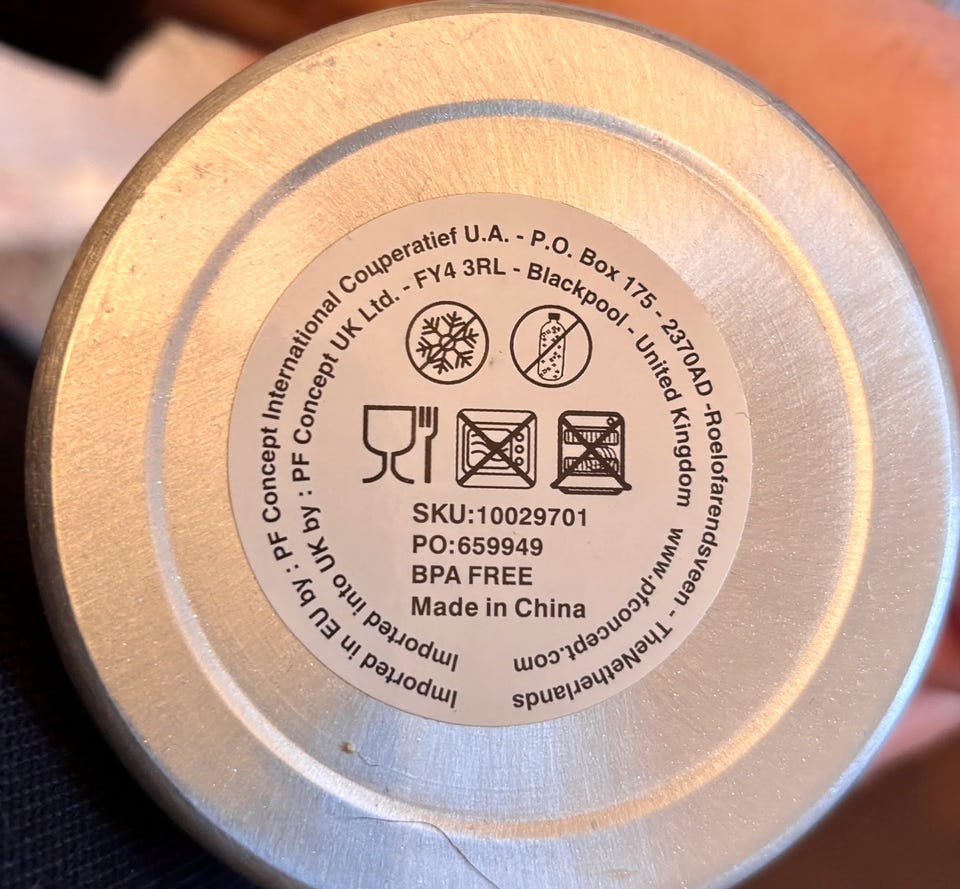 Imported in EU by : PF Concept International Couperatief U.A. - P.O. Box 175 - 2370AD -Roelofarendsveen - TheNetherlands
Imported into UK by : PF Concept UK Ltd. - FY4 3RL - Blackpool - United Kingdom www.pfconcept.com
SKU:10029701
PO:659949
BPA FREE
Made in China